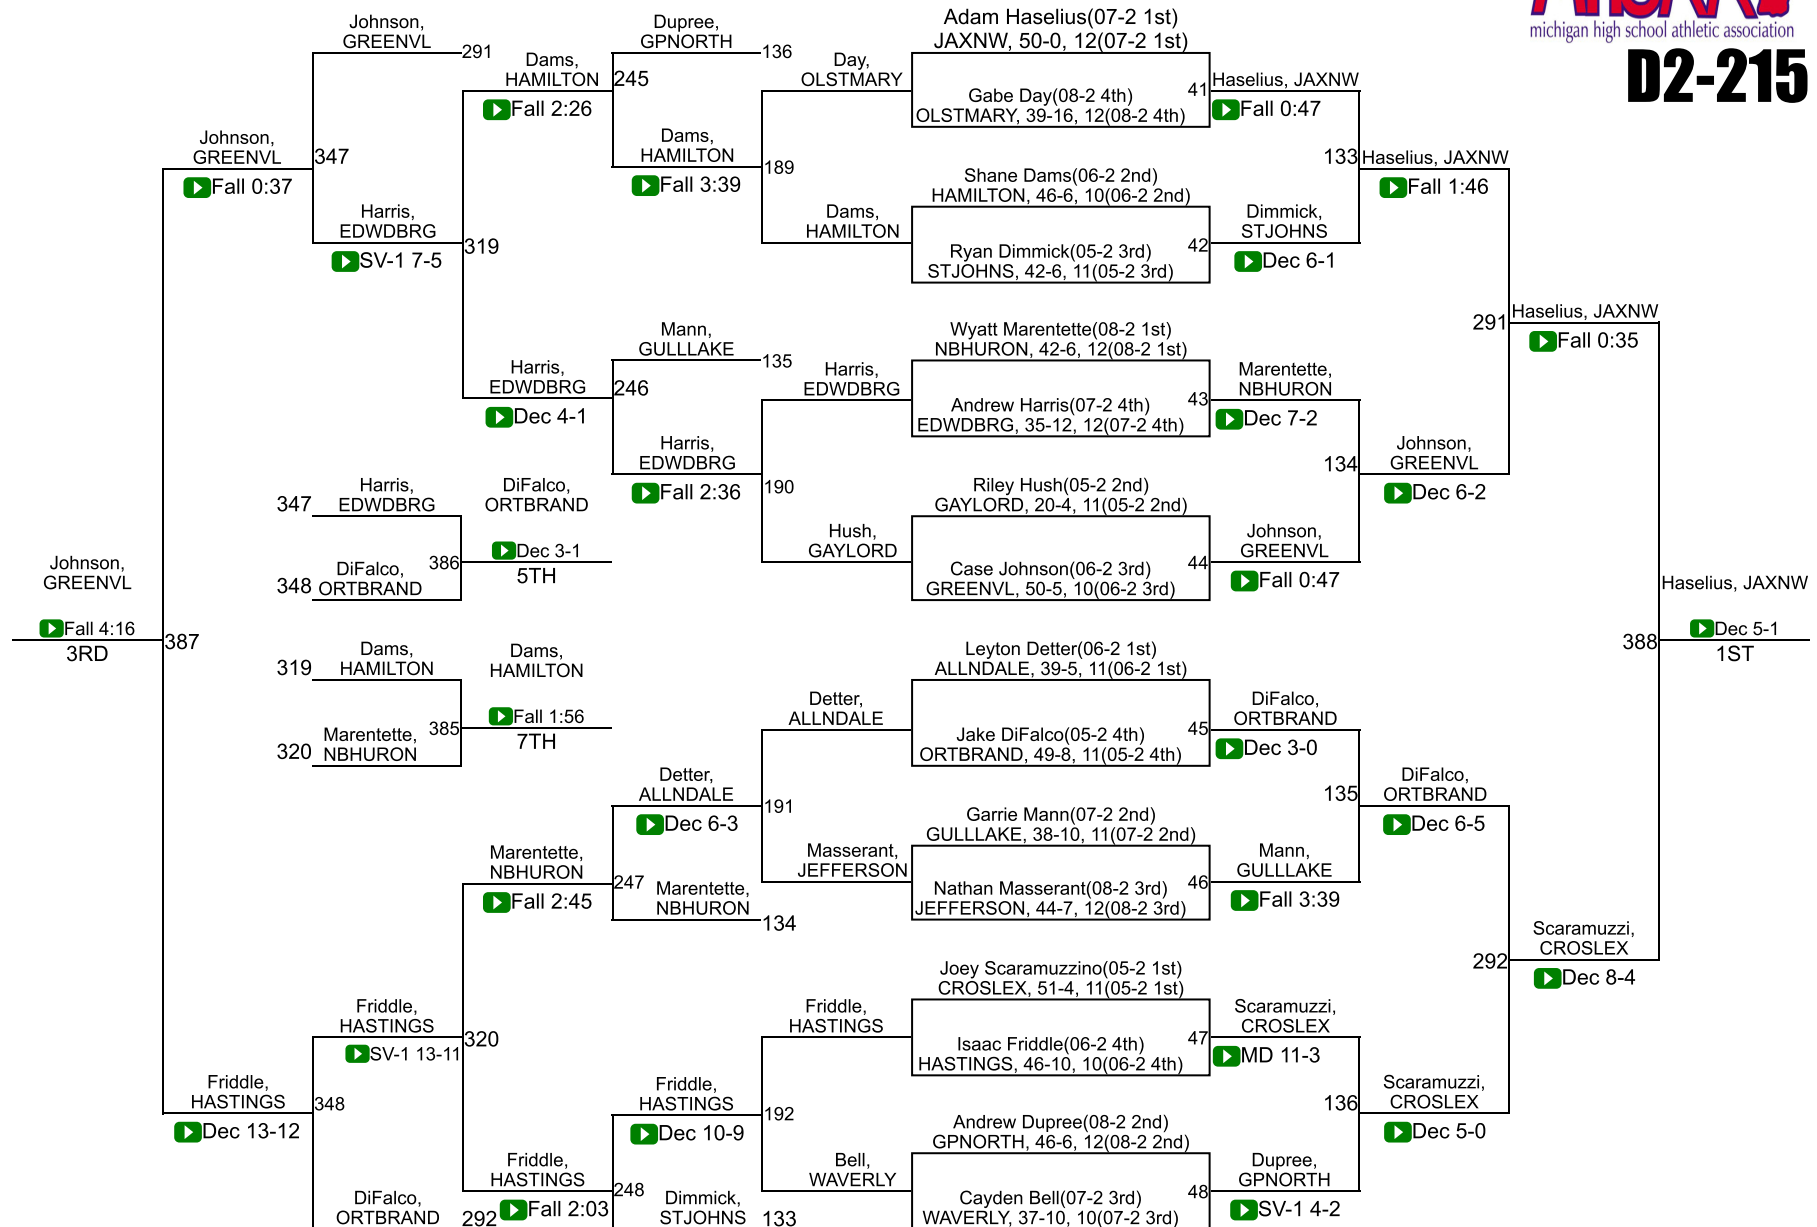 michigan high school athletic association
D2-215
Johnson,
GREENVL
291
Dupree,
GPNORTH
136
Adam Haselius(07-2 1st)
JAXNW, 50-0, 12(07-2 1st)
Dams,
HAMILTON
245
Fall 2:26
Day,
OLSTMARY
Gabe Day(08-2 4th)
OLSTMARY, 39-16, 12(08-2 4th)
41
Haselius, JAXNW
Fall 0:47
Johnson,
GREENVL
347
Fall 0:37
Dams,
HAMILTON
189
Fall 3:39
133
Haselius, JAXNW
Fall 1:46
Shane Dams(06-2 2nd)
HAMILTON, 46-6, 10(06-2 2nd)
Harris,
EDWDBRG
319
SV-1 7-5
Dams,
HAMILTON
Ryan Dimmick(05-2 3rd)
STJOHNS, 42-6, 11(05-2 3rd)
42
Dimmick,
STJOHNS
Dec 6-1
291
Haselius, JAXNW
Fall 0:35
Mann,
GULLLAKE
135
Wyatt Marentette(08-2 1st)
NBHURON, 42-6, 12(08-2 1st)
Harris,
EDWDBRG
246
Dec 4-1
Harris,
EDWDBRG
Andrew Harris(07-2 4th)
EDWDBRG, 35-12, 12(07-2 4th)
43
Marentette,
NBHURON
Dec 7-2
Harris,
EDWDBRG
190
Fall 2:36
134
Johnson,
GREENVL
Dec 6-2
347
Harris,
EDWDBRG
DiFalco,
ORTBRAND
Riley Hush(05-2 2nd)
GAYLORD, 20-4, 11(05-2 2nd)
386
Dec 3-1
5TH
348
DiFalco,
ORTBRAND
Hush,
GAYLORD
Case Johnson(06-2 3rd)
GREENVL, 50-5, 10(06-2 3rd)
44
Johnson,
GREENVL
Fall 0:47
Johnson,
GREENVL
Fall 4:16
3RD
387
Haselius, JAXNW
388
Dec 5-1
1ST
319
Dams,
HAMILTON
Dams,
HAMILTON
385
Fall 1:56
7TH
320
Marentette,
NBHURON
Leyton Detter(06-2 1st)
ALLNDALE, 39-5, 11(06-2 1st)
Detter,
ALLNDALE
Jake DiFalco(05-2 4th)
ORTBRAND, 49-8, 11(05-2 4th)
45
DiFalco,
ORTBRAND
Dec 3-0
Detter,
ALLNDALE
191
Dec 6-3
135
DiFalco,
ORTBRAND
Dec 6-5
Garrie Mann(07-2 2nd)
GULLLAKE, 38-10, 11(07-2 2nd)
Marentette,
NBHURON
247
Fall 2:45
Marentette,
NBHURON
134
Masserant,
JEFFERSON
Nathan Masserant(08-2 3rd)
JEFFERSON, 44-7, 12(08-2 3rd)
46
Mann,
GULLLAKE
Fall 3:39
292
Scaramuzzi,
CROSLEX
Dec 8-4
Joey Scaramuzzino(05-2 1st)
CROSLEX, 51-4, 11(05-2 1st)
Friddle,
HASTINGS
320
SV-1 13-11
Friddle,
HASTINGS
Isaac Friddle(06-2 4th)
HASTINGS, 46-10, 10(06-2 4th)
47
Scaramuzzi,
CROSLEX
MD 11-3
Friddle,
HASTINGS
348
Dec 13-12
Friddle,
HASTINGS
192
Dec 10-9
136
Scaramuzzi,
CROSLEX
Dec 5-0
Andrew Dupree(08-2 2nd)
GPNORTH, 46-6, 12(08-2 2nd)
Friddle,
HASTINGS
248
Fall 2:03
Bell,
WAVERLY
Cayden Bell(07-2 3rd)
WAVERLY, 37-10, 10(07-2 3rd)
48
Dupree,
GPNORTH
SV-1 4-2
DiFalco,
ORTBRAND
292
Dimmick,
STJOHNS
133